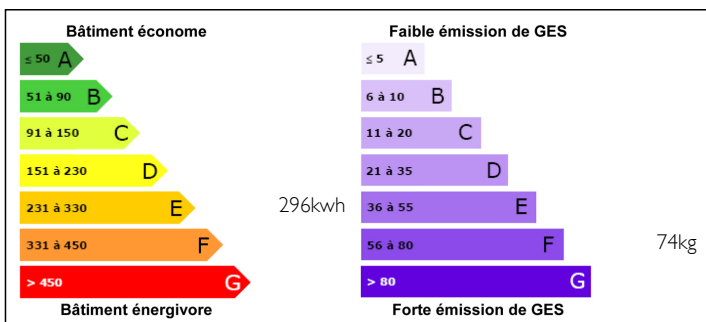 Bâtiment économe
≤ 50 A
51 à 90 B
91 à 150 C
151 à 230 D
231 à 330 E
296kwh
331 à 450 F
> 450 G
Bâtiment énergivore
Faible émission de GES
≤ 5 A
6 à 10 B
11 à 20 C
21 à 35 D
36 à 55 E
56 à 80 F
74kg
> 80 G
Forte émission de GES